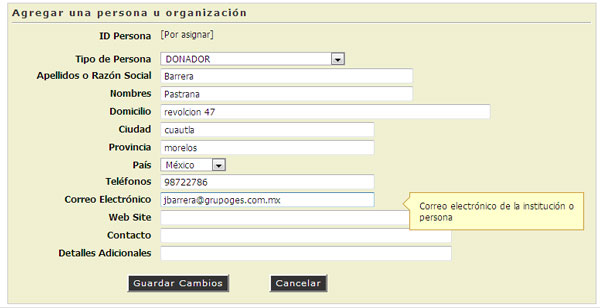 Agregar una persona u organización
ID Persona [Por asignar]
Tipo de Persona DONADOR
Apellidos o Razón Social Barrera
Nombres Pastrana
Domicilio revolcion 47
Ciudad cuautla
Provincia morelos
País México
Teléfonos 98722786
Correo Electrónico jbarrera@grupoges.com.mx
Correo electrónico de la institución o
persona
Web Site
Contacto
Detalles Adicionales
Guardar Cambios Cancelar